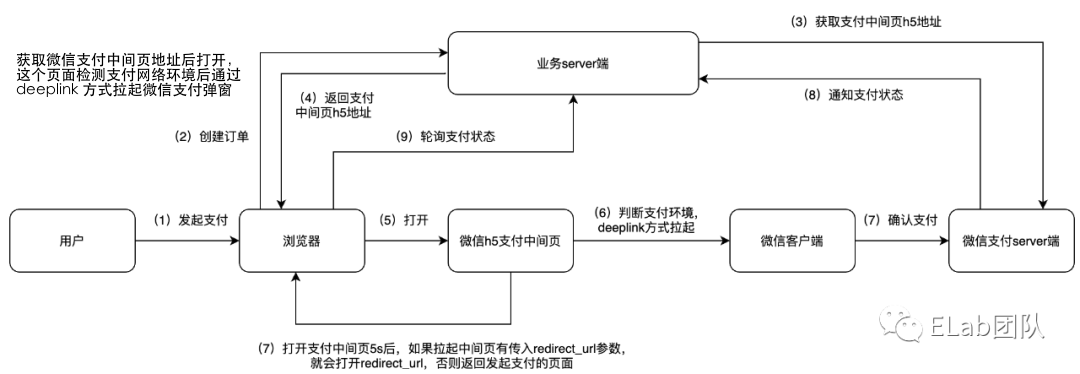 (3) 获取支付中间页h5地址
获取微信支付中间页地址后打开,
这个页面检测支付网络环境后通过
deeplink 方式拉起微信支付弹窗
业务server端
(4) 返回支付
中间页h5地址
(8) 通知支付状态
(2) 创建订单
(9) 轮询支付状态
(1) 发起支付
(5) 打开
(6) 判断支付环境,
deeplink方式拉起
(7) 确认支付
用户
浏览器
微信h5支付中间页
微信客户端
微信支付server端
ELab团队
(7) 打开支付中间页5s后, 如果拉起中间页有传入redirect_url参数,
就会打开redirect_url, 否则返回发起支付的页面